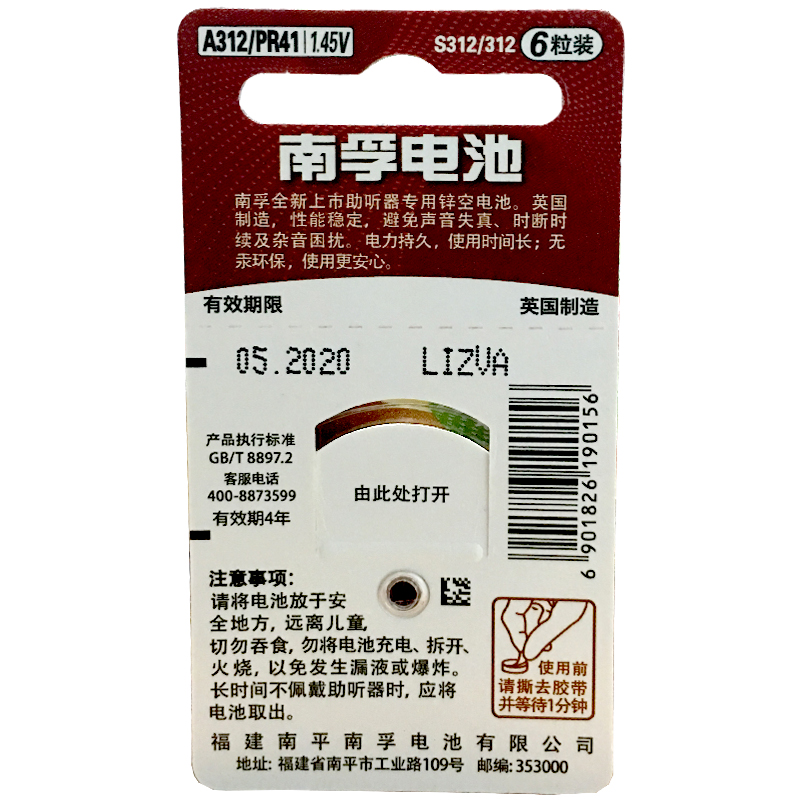 A312/PR41 | 1.45V
S312/312 6粒装
南孚电池
南孚全新上市助听器专用锌空电池。英国
制造，性能稳定，避免声音失真、时断时
续及杂音困扰。电力持久，使用时间长；无
汞环保，使用更安心。
有效期限 英国制造
05.2020 LIZVA
产品执行标准
GB/T 8897.2
客服电话
400-8873599
有效期4年
由此处打开
6 901826 190156
注意事项：
请将电池放于安
全地方，远离儿童，
切勿吞食，勿将电池充电、拆开、
火烧，以免发生漏液或爆炸。
长时间不佩戴助听器时，应将
电池取出。
使用前
请撕去胶带
并等待1分钟
福建南平南孚电池有限公司
地址：福建省南平市工业路109号 邮编：353000